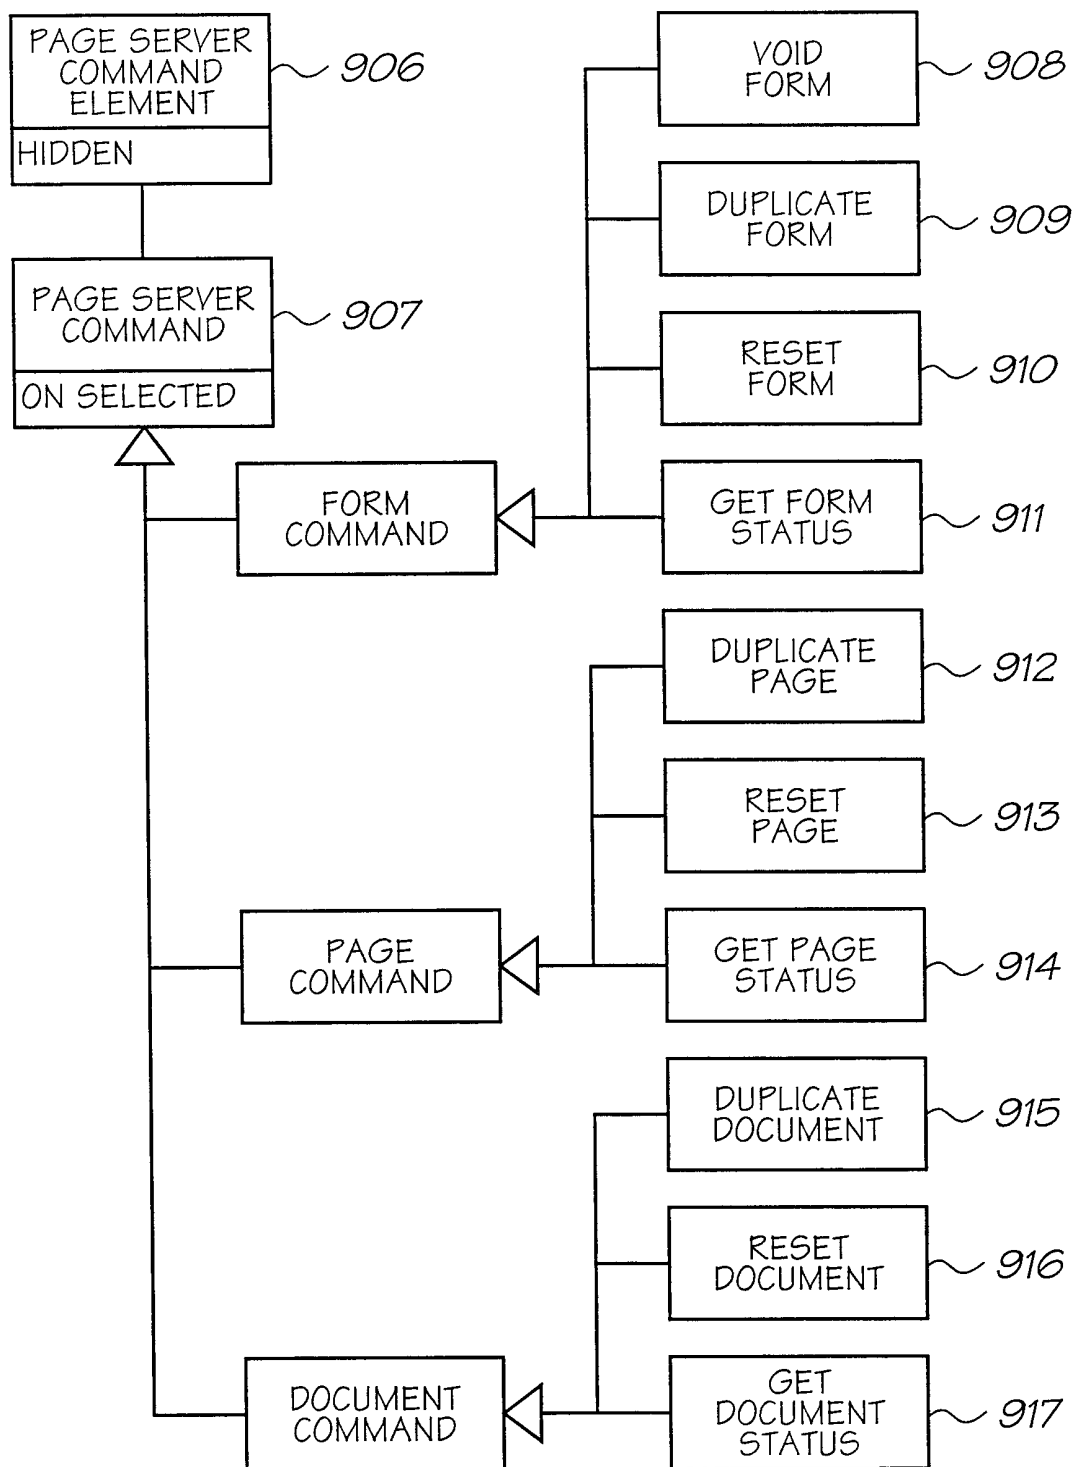 PAGE SERVER
COMMAND
ELEMENT
906
HIDDEN
PAGE SERVER
COMMAND
907
ON SELECTED
VOID
FORM
908
DUPLICATE
FORM
909
RESET
FORM
910
FORM
COMMAND
GET FORM
STATUS
911
DUPLICATE
PAGE
912
RESET
PAGE
913
PAGE
COMMAND
GET PAGE
STATUS
914
DUPLICATE
DOCUMENT
915
RESET
DOCUMENT
916
DOCUMENT
COMMAND
GET
DOCUMENT
STATUS
917